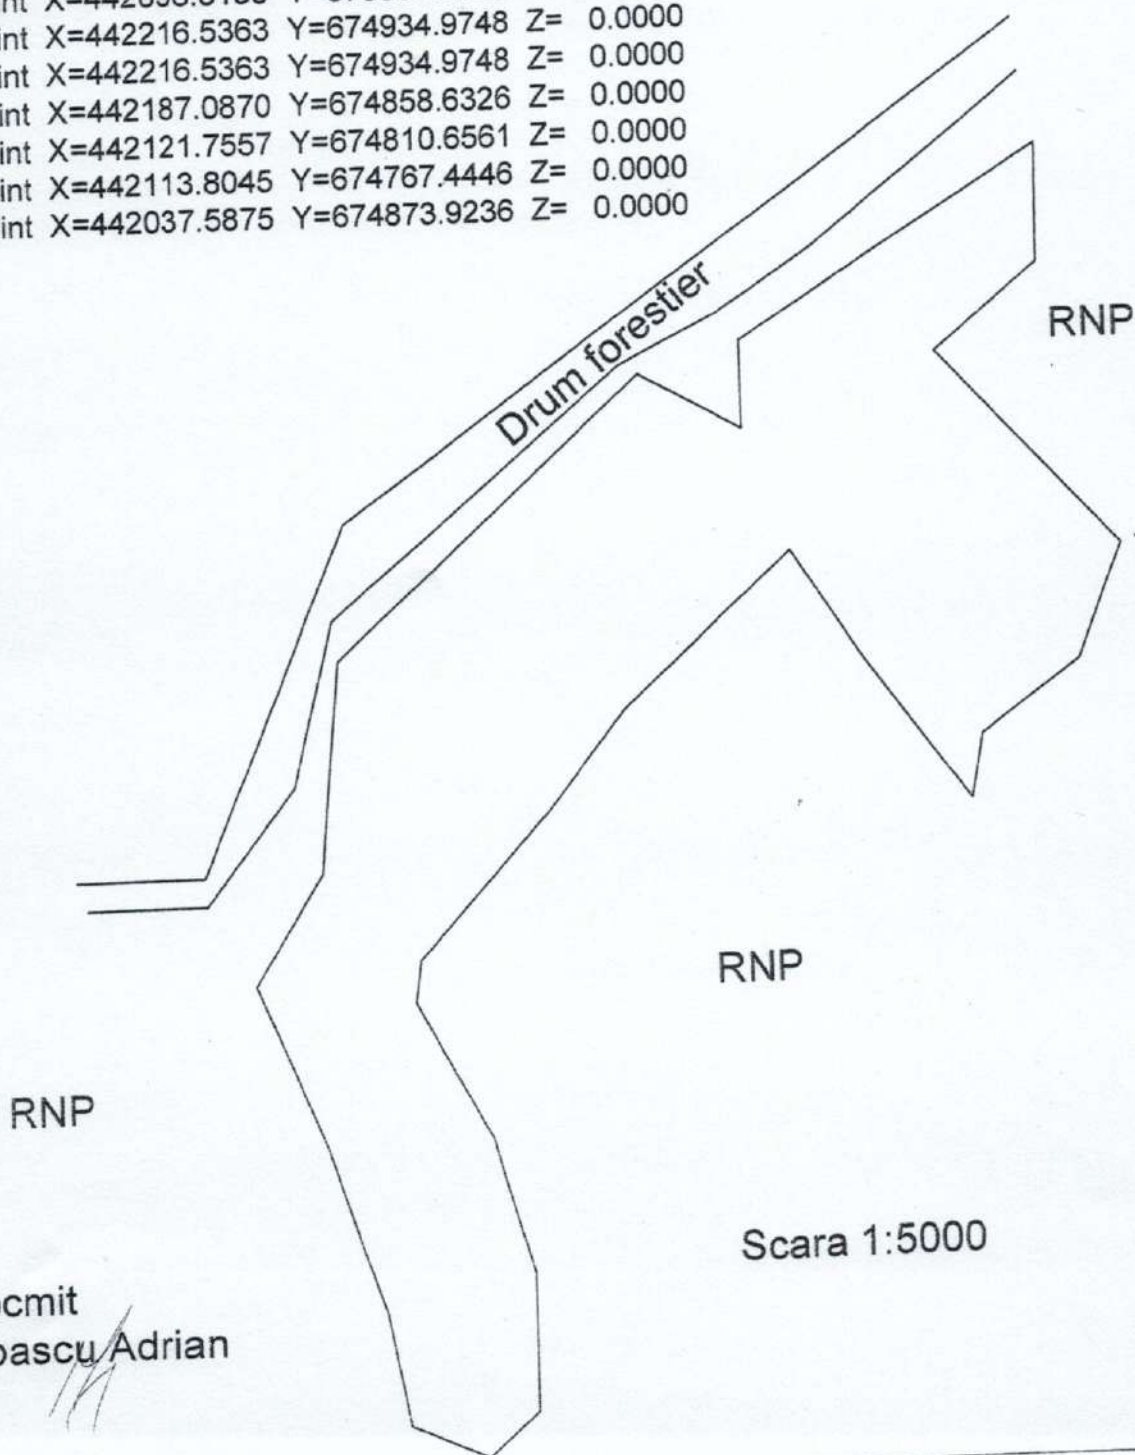 int X=442216.5363 Y=674934.9748 Z= 0.0000
int X=442216.5363 Y=674934.9748 Z= 0.0000
int X=442187.0870 Y=674858.6326 Z= 0.0000
int X=442121.7557 Y=674810.6561 Z= 0.0000
int X=442113.8045 Y=674767.4446 Z= 0.0000
int X=442037.5875 Y=674873.9236 Z= 0.0000
Drum forestier
RNP
RNP
RNP
Scara 1:5000
ocmit
bascu Adrian